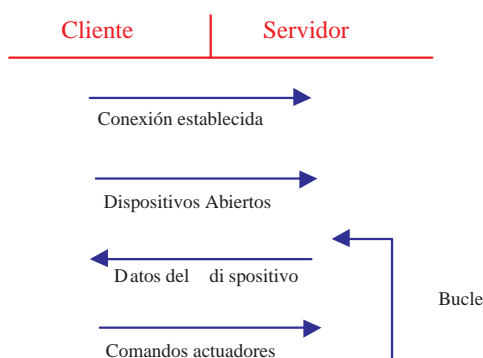 Cliente Servidor
Conexión establecida
Dispositivos Abiertos
Datos del di spositivo
Bucle
Comandos actuadores